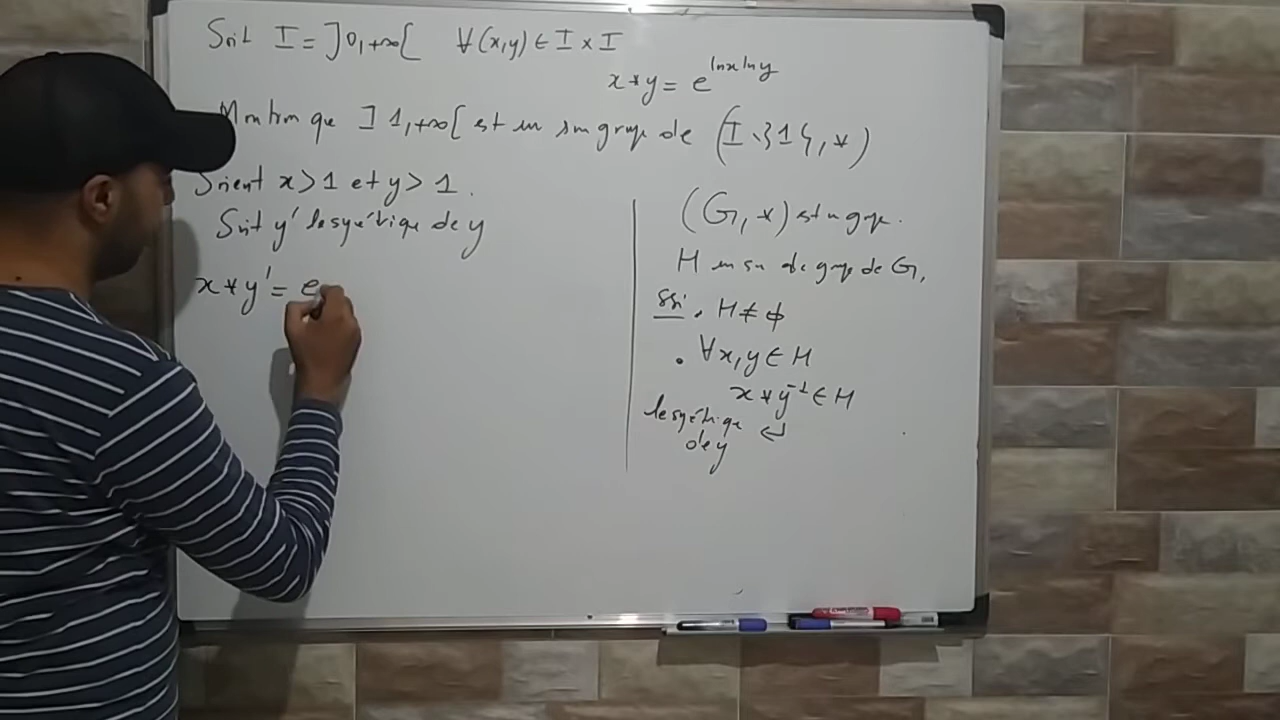 Soit I = ]0,+∞[ ∀(x,y) ∈ I × I
x * y = e^{lnx lny}
Montrer que ]1,+∞[ est un sous groupe de (I \ {1}, *)
Soient x > 1 et y > 1.
Soit y' le symétrique de y
x * y' = e
(G, *) est un groupe.
H un sous groupe de G,
ssi . H ≠ ϕ
. ∀x,y ∈ H
x * y^{-1} ∈ H
le symétrique ↵
de y